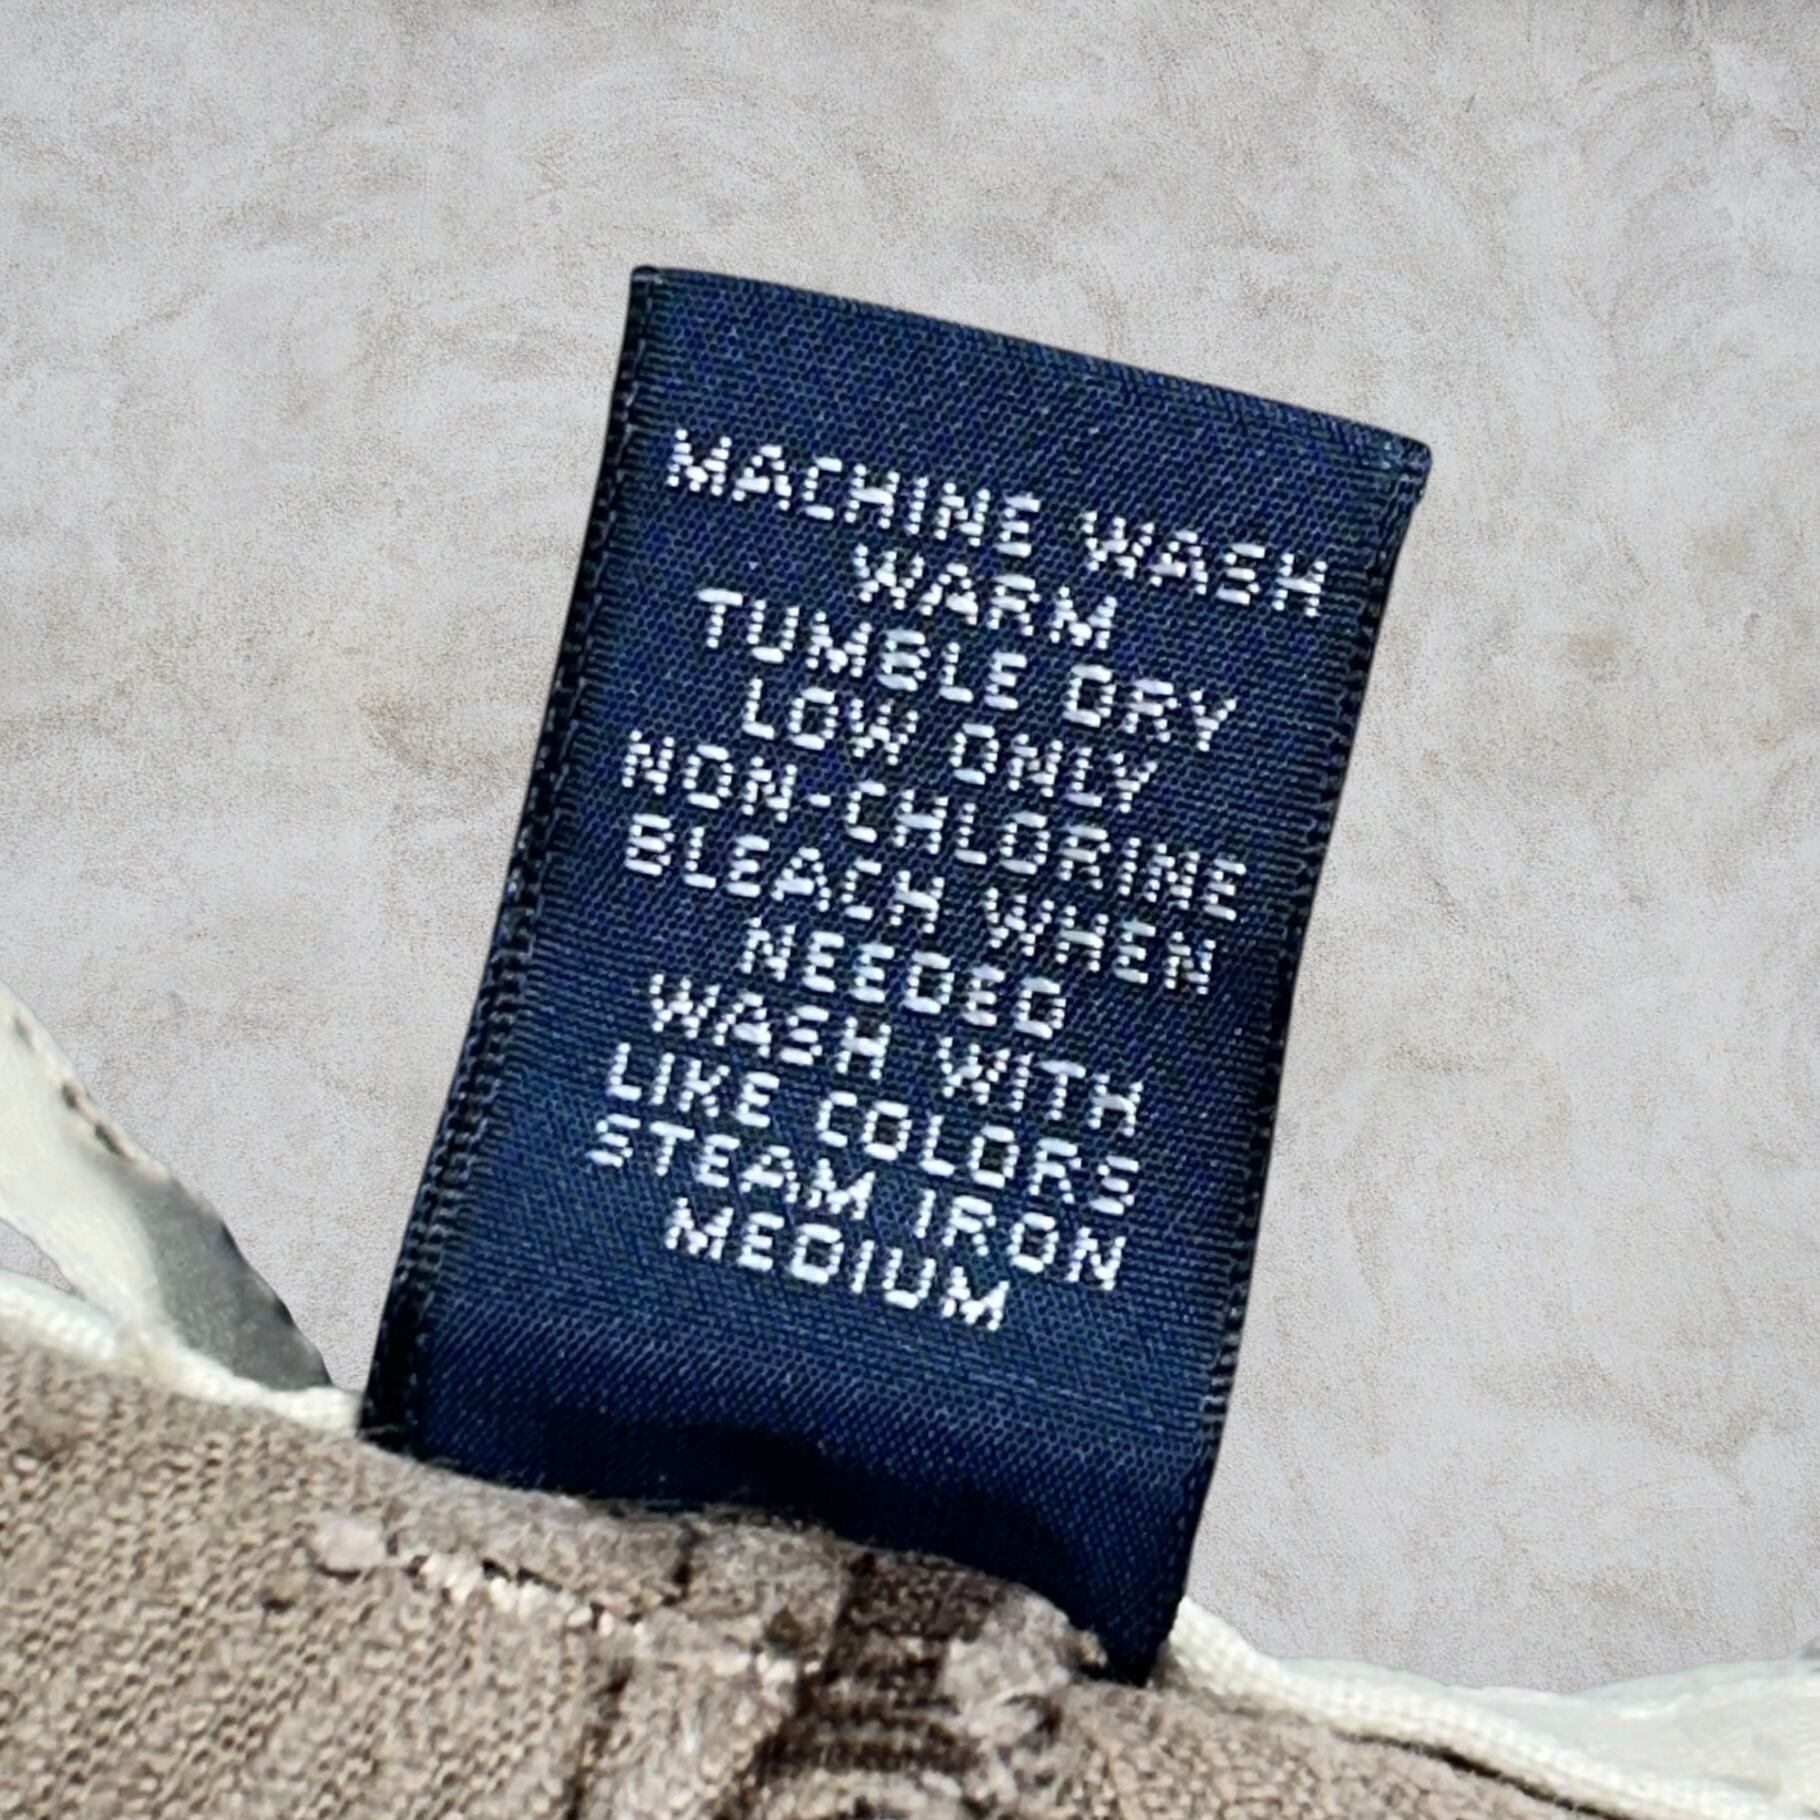 MACHINE WASH
WARM
TUMBLE DRY
LOW ONLY
NON-CHLORINE
BLEACH WHEN
NEEDED
WASH WITH
LIKE COLORS
STEAM IRON
MEDIUM